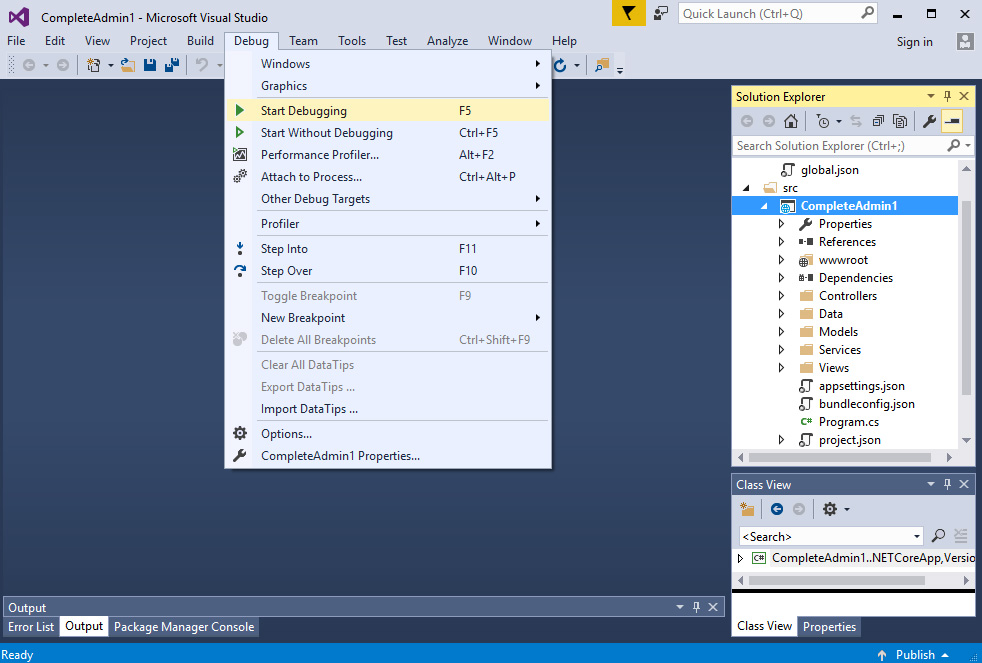 CompleteAdmin1 - Microsoft Visual Studio
Quick Launch (Ctrl+Q)
File Edit View Project Build Debug Team Tools Test Analyze Window Help
Sign in
Windows
Graphics
Start Debugging F5
Start Without Debugging Ctrl+F5
Performance Profiler... Alt+F2
Attach to Process... Ctrl+Alt+P
Other Debug Targets
Profiler
Step Into F11
Step Over F10
Toggle Breakpoint F9
New Breakpoint
Delete All Breakpoints Ctrl+Shift+F9
Clear All DataTips
Export DataTips ...
Import DataTips ...
Options...
CompleteAdmin1 Properties...
Solution Explorer
Search Solution Explorer (Ctrl+;)
global.json
src
CompleteAdmin1
Properties
References
wwwroot
Dependencies
Controllers
Data
Models
Services
Views
appsettings.json
bundleconfig.json
C# Program.cs
project.json
Class View
<Search>
C# CompleteAdmin1..NETCoreApp,Versio
Class View Properties
Output
Error List Output Package Manager Console
Ready
Publish